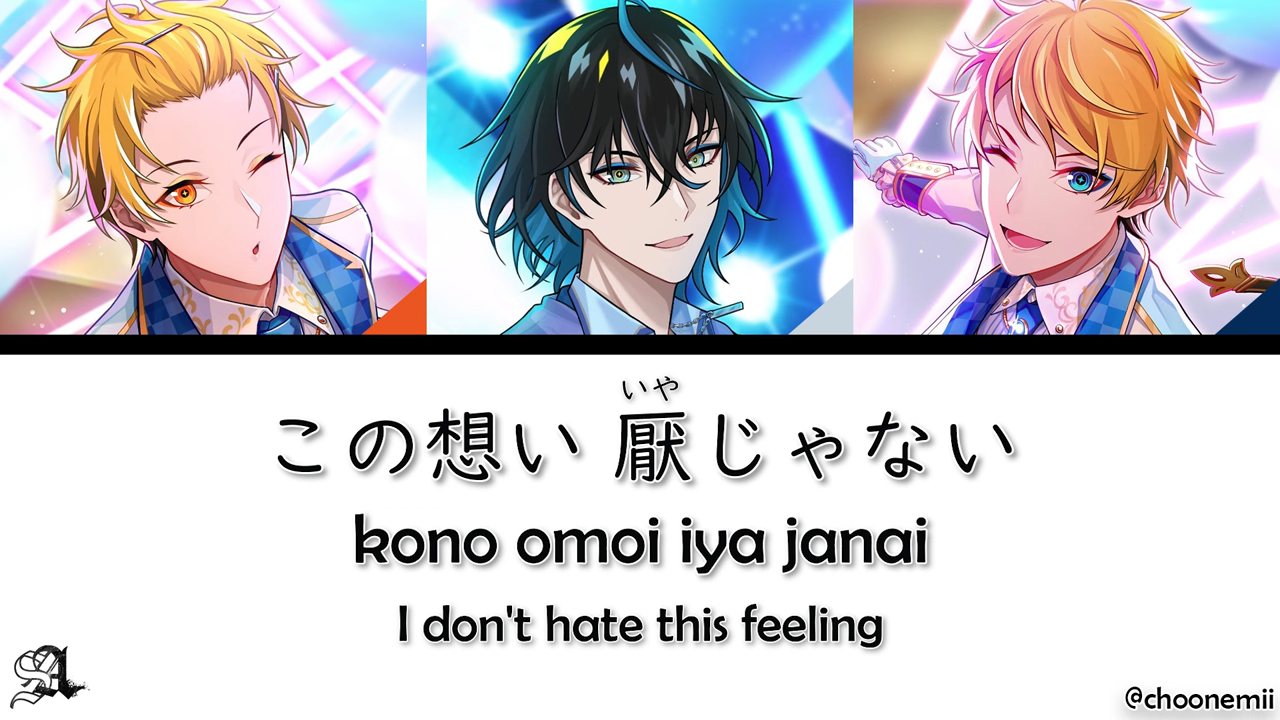 いや
この想い 厭じゃない
kono omoi iya janai
I don't hate this feeling
@choonemii